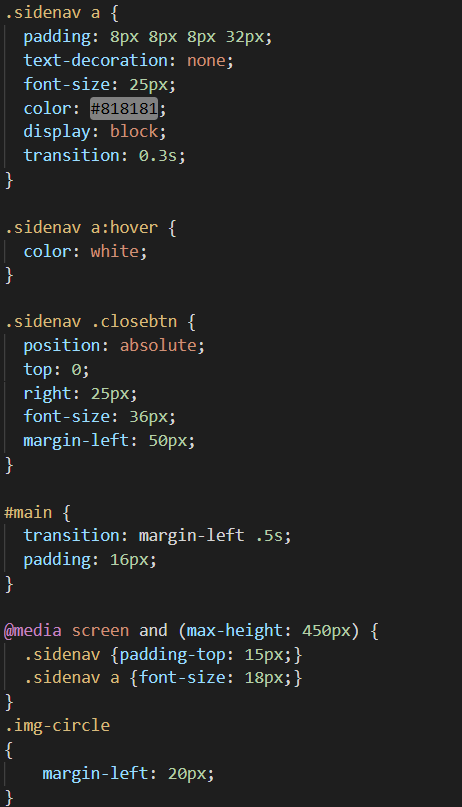 .sidenav a {
  padding: 8px 8px 8px 32px;
  text-decoration: none;
  font-size: 25px;
  color: #818181;
  display: block;
  transition: 0.3s;
}

.sidenav a:hover {
  color: white;
}

.sidenav .closebtn {
  position: absolute;
  top: 0;
  right: 25px;
  font-size: 36px;
  margin-left: 50px;
}

#main {
  transition: margin-left .5s;
  padding: 16px;
}

@media screen and (max-height: 450px) {
  .sidenav {padding-top: 15px;}
  .sidenav a {font-size: 18px;}
}
.img-circle
{
    margin-left: 20px;
}